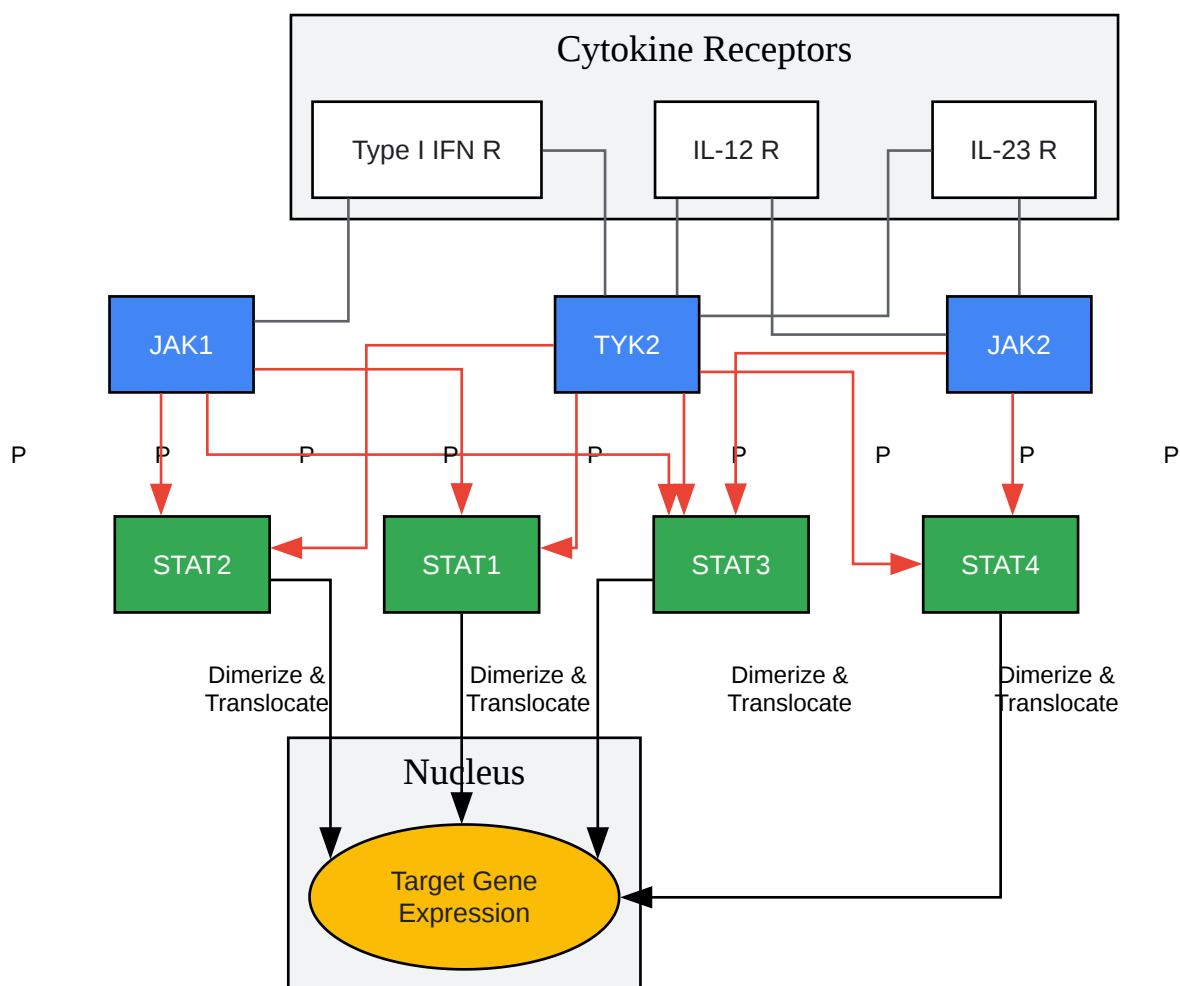 Cytokine Receptors
Type I IFN R
IL-12 R
IL-23 R
JAK1
TYK2
JAK2
P
P
P
P
P
P
P
P
P
STAT2
STAT1
STAT3
STAT4
Dimerize &
Translocate
Dimerize &
Translocate
Dimerize &
Translocate
Dimerize &
Translocate
Nucleus
Target Gene
Expression